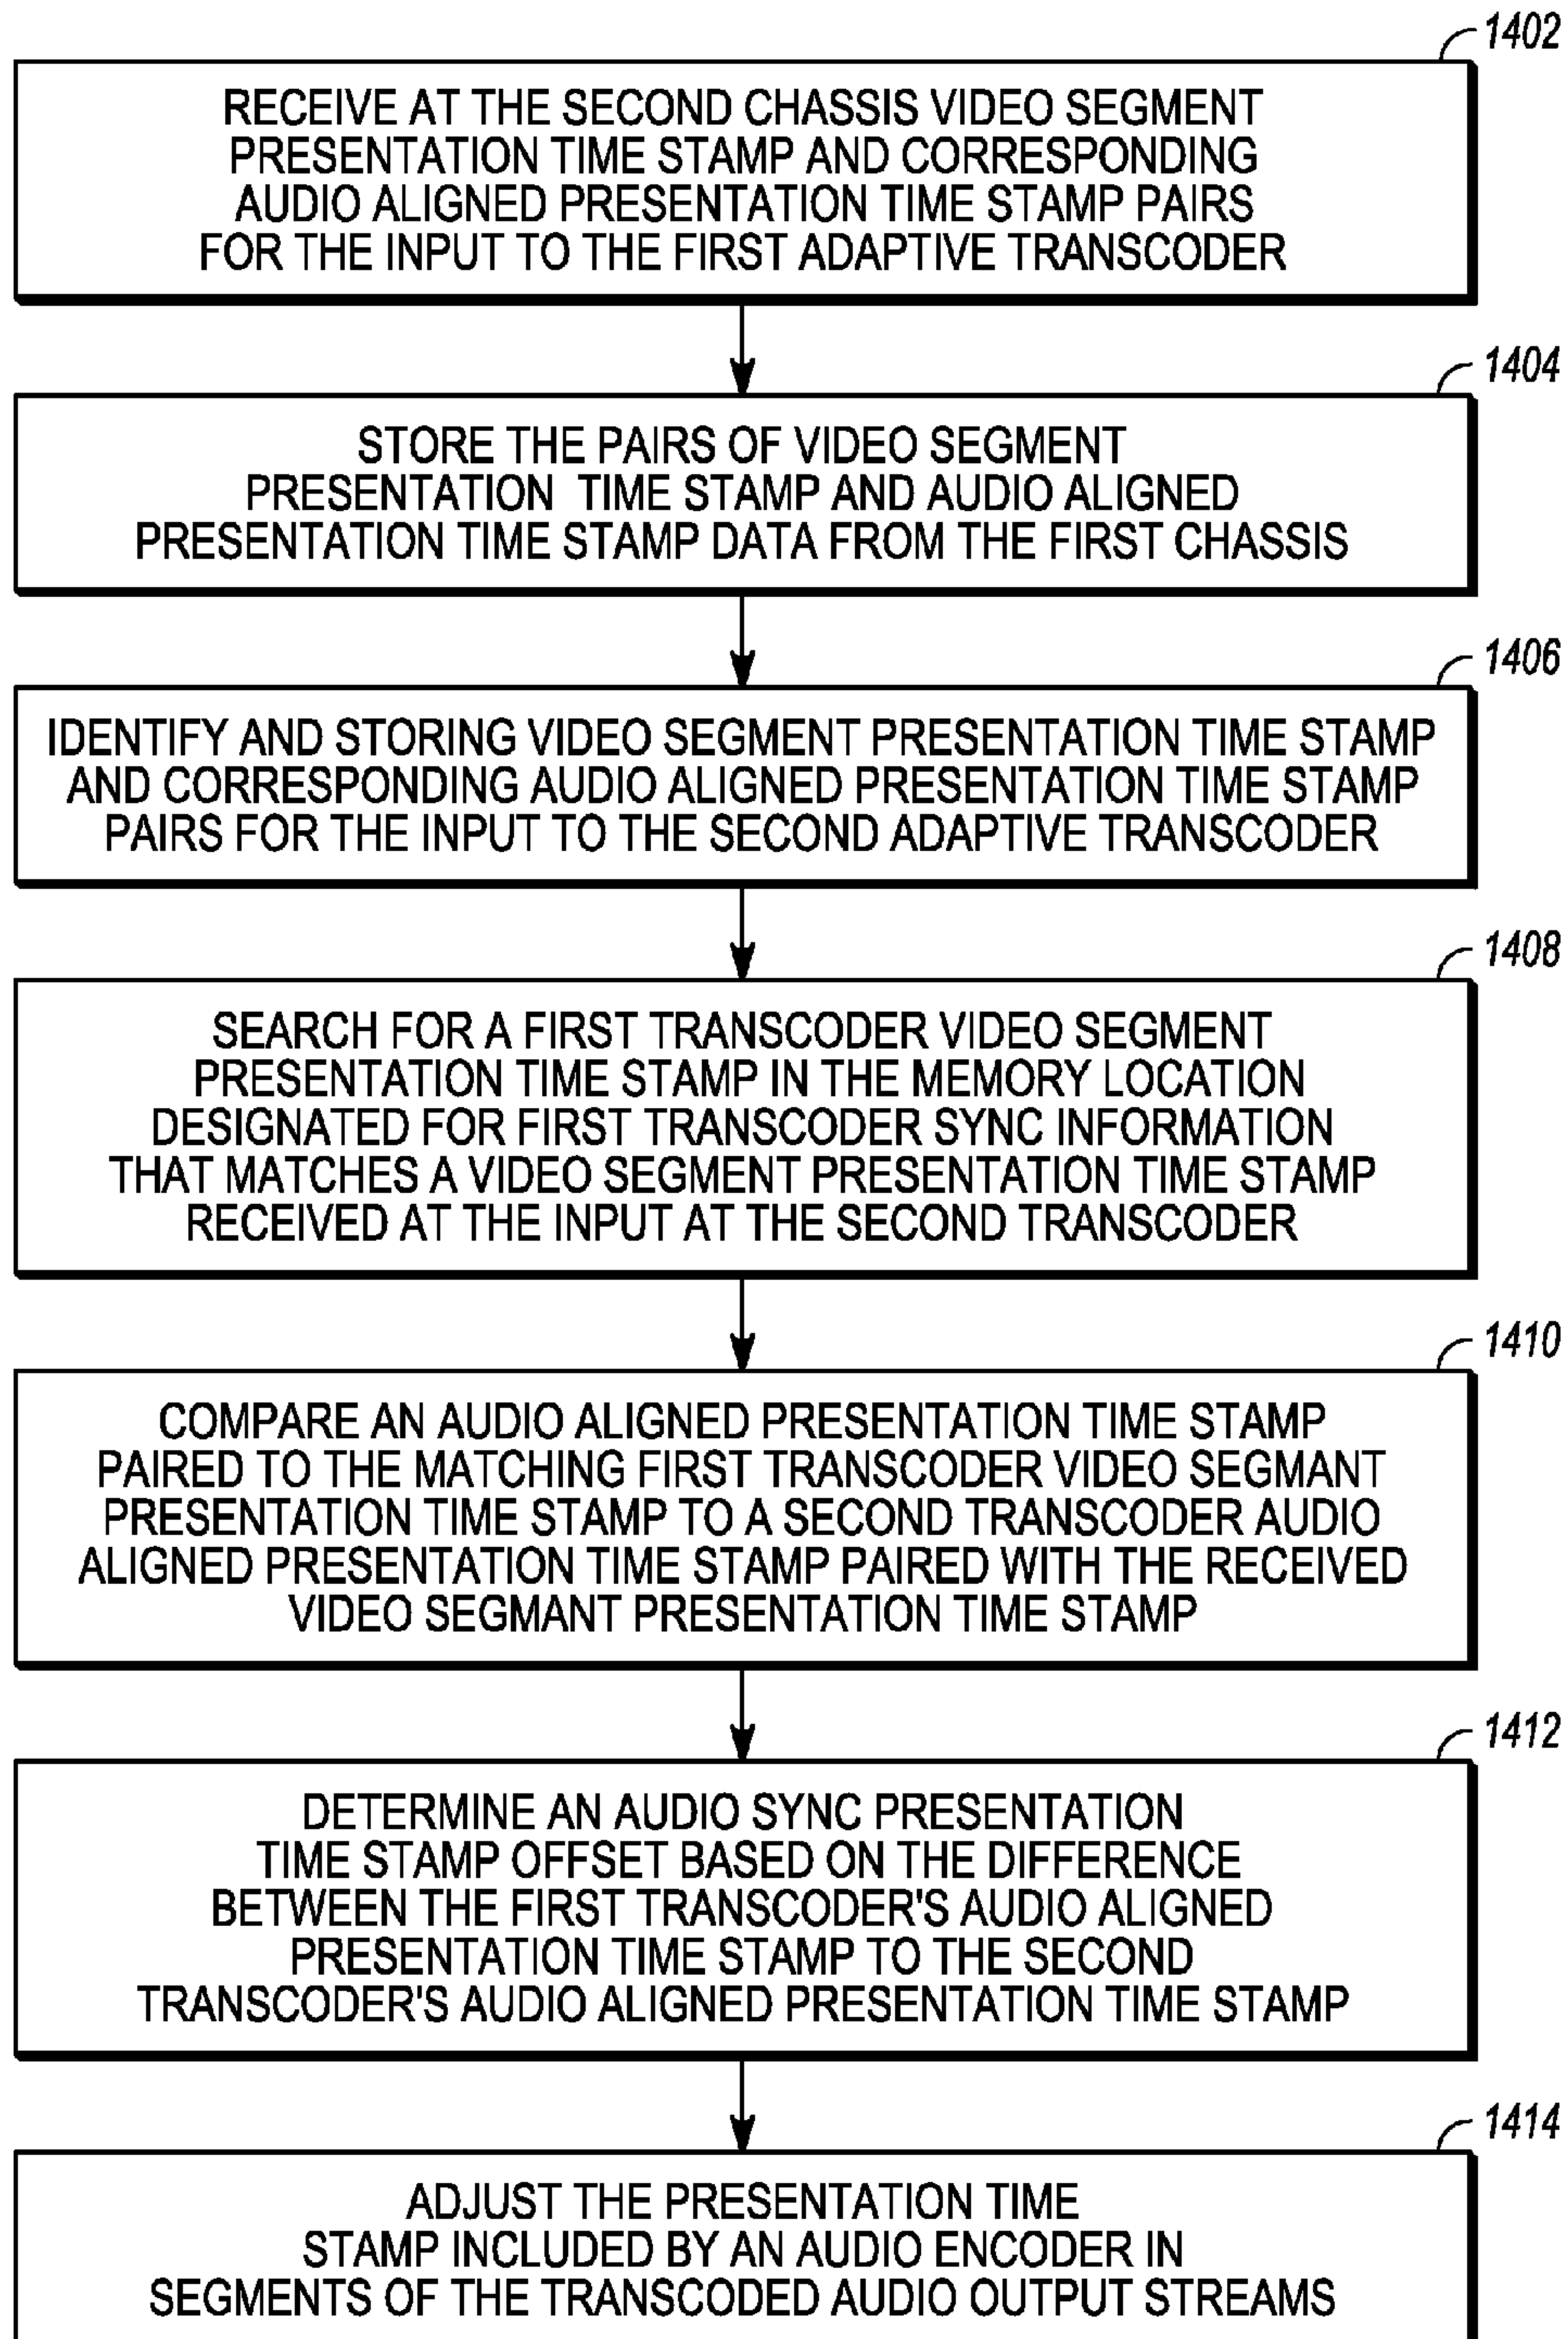 1402
RECEIVE AT THE SECOND CHASSIS VIDEO SEGMENT
PRESENTATION TIME STAMP AND CORRESPONDING
AUDIO ALIGNED PRESENTATION TIME STAMP PAIRS
FOR THE INPUT TO THE FIRST ADAPTIVE TRANSCODER
1404
STORE THE PAIRS OF VIDEO SEGMENT
PRESENTATION TIME STAMP AND AUDIO ALIGNED
PRESENTATION TIME STAMP DATA FROM THE FIRST CHASSIS
1406
IDENTIFY AND STORING VIDEO SEGMENT PRESENTATION TIME STAMP
AND CORRESPONDING AUDIO ALIGNED PRESENTATION TIME STAMP
PAIRS FOR THE INPUT TO THE SECOND ADAPTIVE TRANSCODER
1408
SEARCH FOR A FIRST TRANSCODER VIDEO SEGMENT
PRESENTATION TIME STAMP IN THE MEMORY LOCATION
DESIGNATED FOR FIRST TRANSCODER SYNC INFORMATION
THAT MATCHES A VIDEO SEGMENT PRESENTATION TIME STAMP
RECEIVED AT THE INPUT AT THE SECOND TRANSCODER
1410
COMPARE AN AUDIO ALIGNED PRESENTATION TIME STAMP
PAIRED TO THE MATCHING FIRST TRANSCODER VIDEO SEGMANT
PRESENTATION TIME STAMP TO A SECOND TRANSCODER AUDIO
ALIGNED PRESENTATION TIME STAMP PAIRED WITH THE RECEIVED
VIDEO SEGMANT PRESENTATION TIME STAMP
1412
DETERMINE AN AUDIO SYNC PRESENTATION
TIME STAMP OFFSET BASED ON THE DIFFERENCE
BETWEEN THE FIRST TRANSCODER'S AUDIO ALIGNED
PRESENTATION TIME STAMP TO THE SECOND
TRANSCODER'S AUDIO ALIGNED PRESENTATION TIME STAMP
1414
ADJUST THE PRESENTATION TIME
STAMP INCLUDED BY AN AUDIO ENCODER IN
SEGMENTS OF THE TRANSCODED AUDIO OUTPUT STREAMS